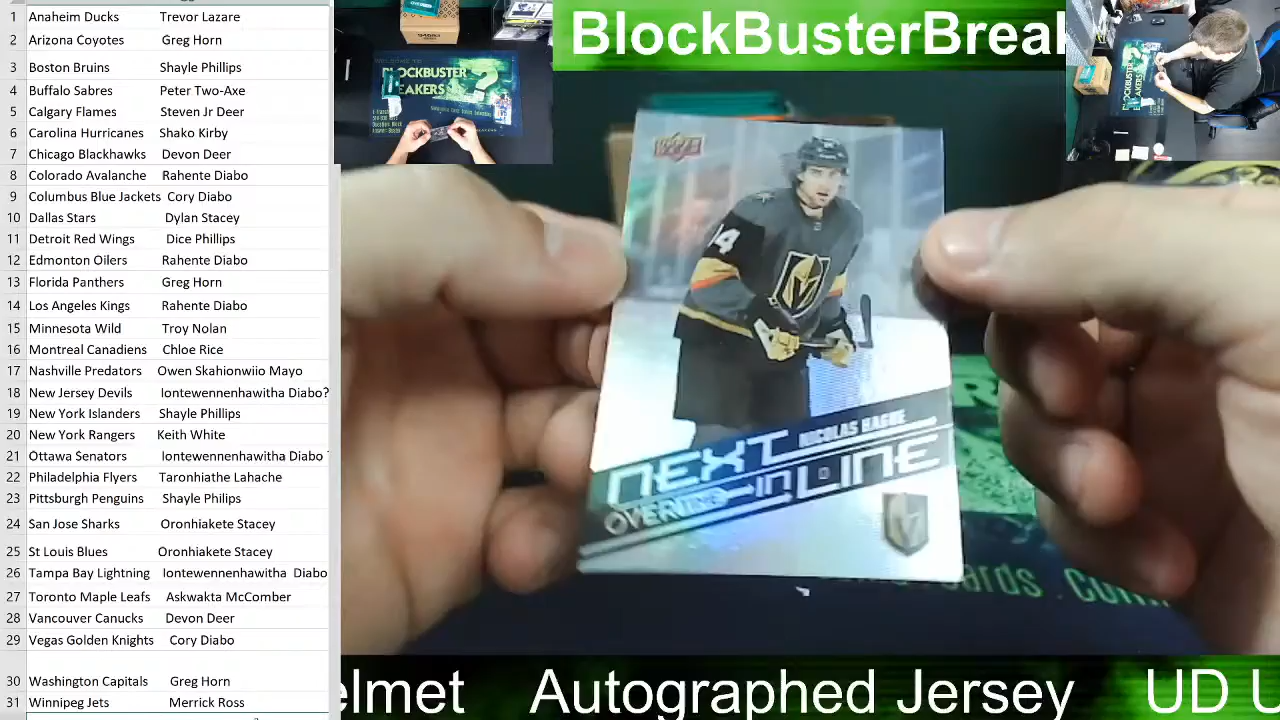 1 Anaheim Ducks Trevor Lazare
2 Arizona Coyotes Greg Horn
3 Boston Bruins Shayle Phillips
4 Buffalo Sabres Peter Two-Axe
5 Calgary Flames Steven Jr Deer
6 Carolina Hurricanes Shako Kirby
7 Chicago Blackhawks Devon Deer
8 Colorado Avalanche Rahente Diabo
9 Columbus Blue Jackets Cory Diabo
10 Dallas Stars Dylan Stacey
11 Detroit Red Wings Dice Phillips
12 Edmonton Oilers Rahente Diabo
13 Florida Panthers Greg Horn
14 Los Angeles Kings Rahente Diabo
15 Minnesota Wild Troy Nolan
16 Montreal Canadiens Chloe Rice
17 Nashville Predators Owen Skahionwiio Mayo
18 New Jersey Devils Iontewennenhawitha Diabo?
19 New York Islanders Shayle Phillips
20 New York Rangers Keith White
21 Ottawa Senators Iontewennenhawitha Diabo
22 Philadelphia Flyers Taronhiathe Lahache
23 Pittsburgh Penguins Shayle Philips
24 San Jose Sharks Oronhiakete Stacey
25 St Louis Blues Oronhiakete Stacey
26 Tampa Bay Lightning Iontewennenhawitha Diabo
27 Toronto Maple Leafs Askwakta McComber
28 Vancouver Canucks Devon Deer
29 Vegas Golden Knights Cory Diabo
30 Washington Capitals Greg Horn
31 Winnipeg Jets Merrick Ross
BlockBusterBreak
BLOCKBUSTER
BREAKERS
14
NICOLAS HAGUE
NEXT IN LINE
elmet Autographed Jersey UD U